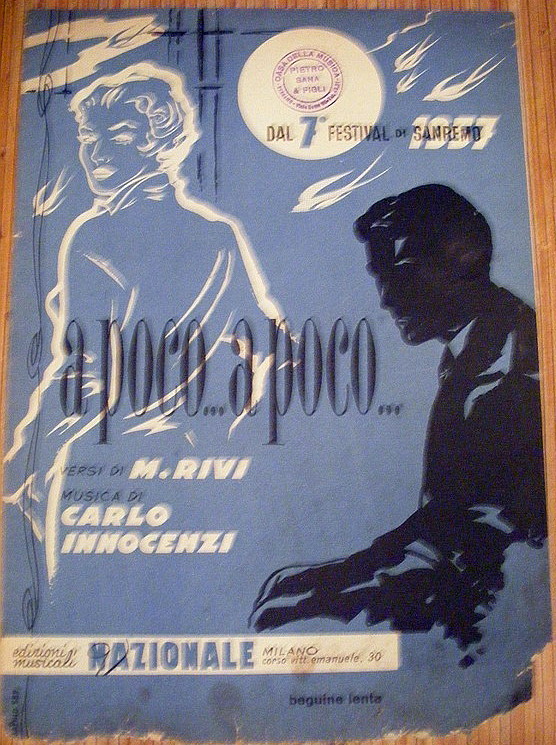 CASA DELLA MUSICA
PIETRO
GANA
& FIGLI
DAL 7° FESTIVAL DI SANREMO 1957
a poco... a poco...
VERSI DI M. RIVI
MUSICA DI
CARLO
INNOCENZI
edizioni
musicali
NAZIONALE
MILANO
corso vitt. emanuele. 30
beguine lenta